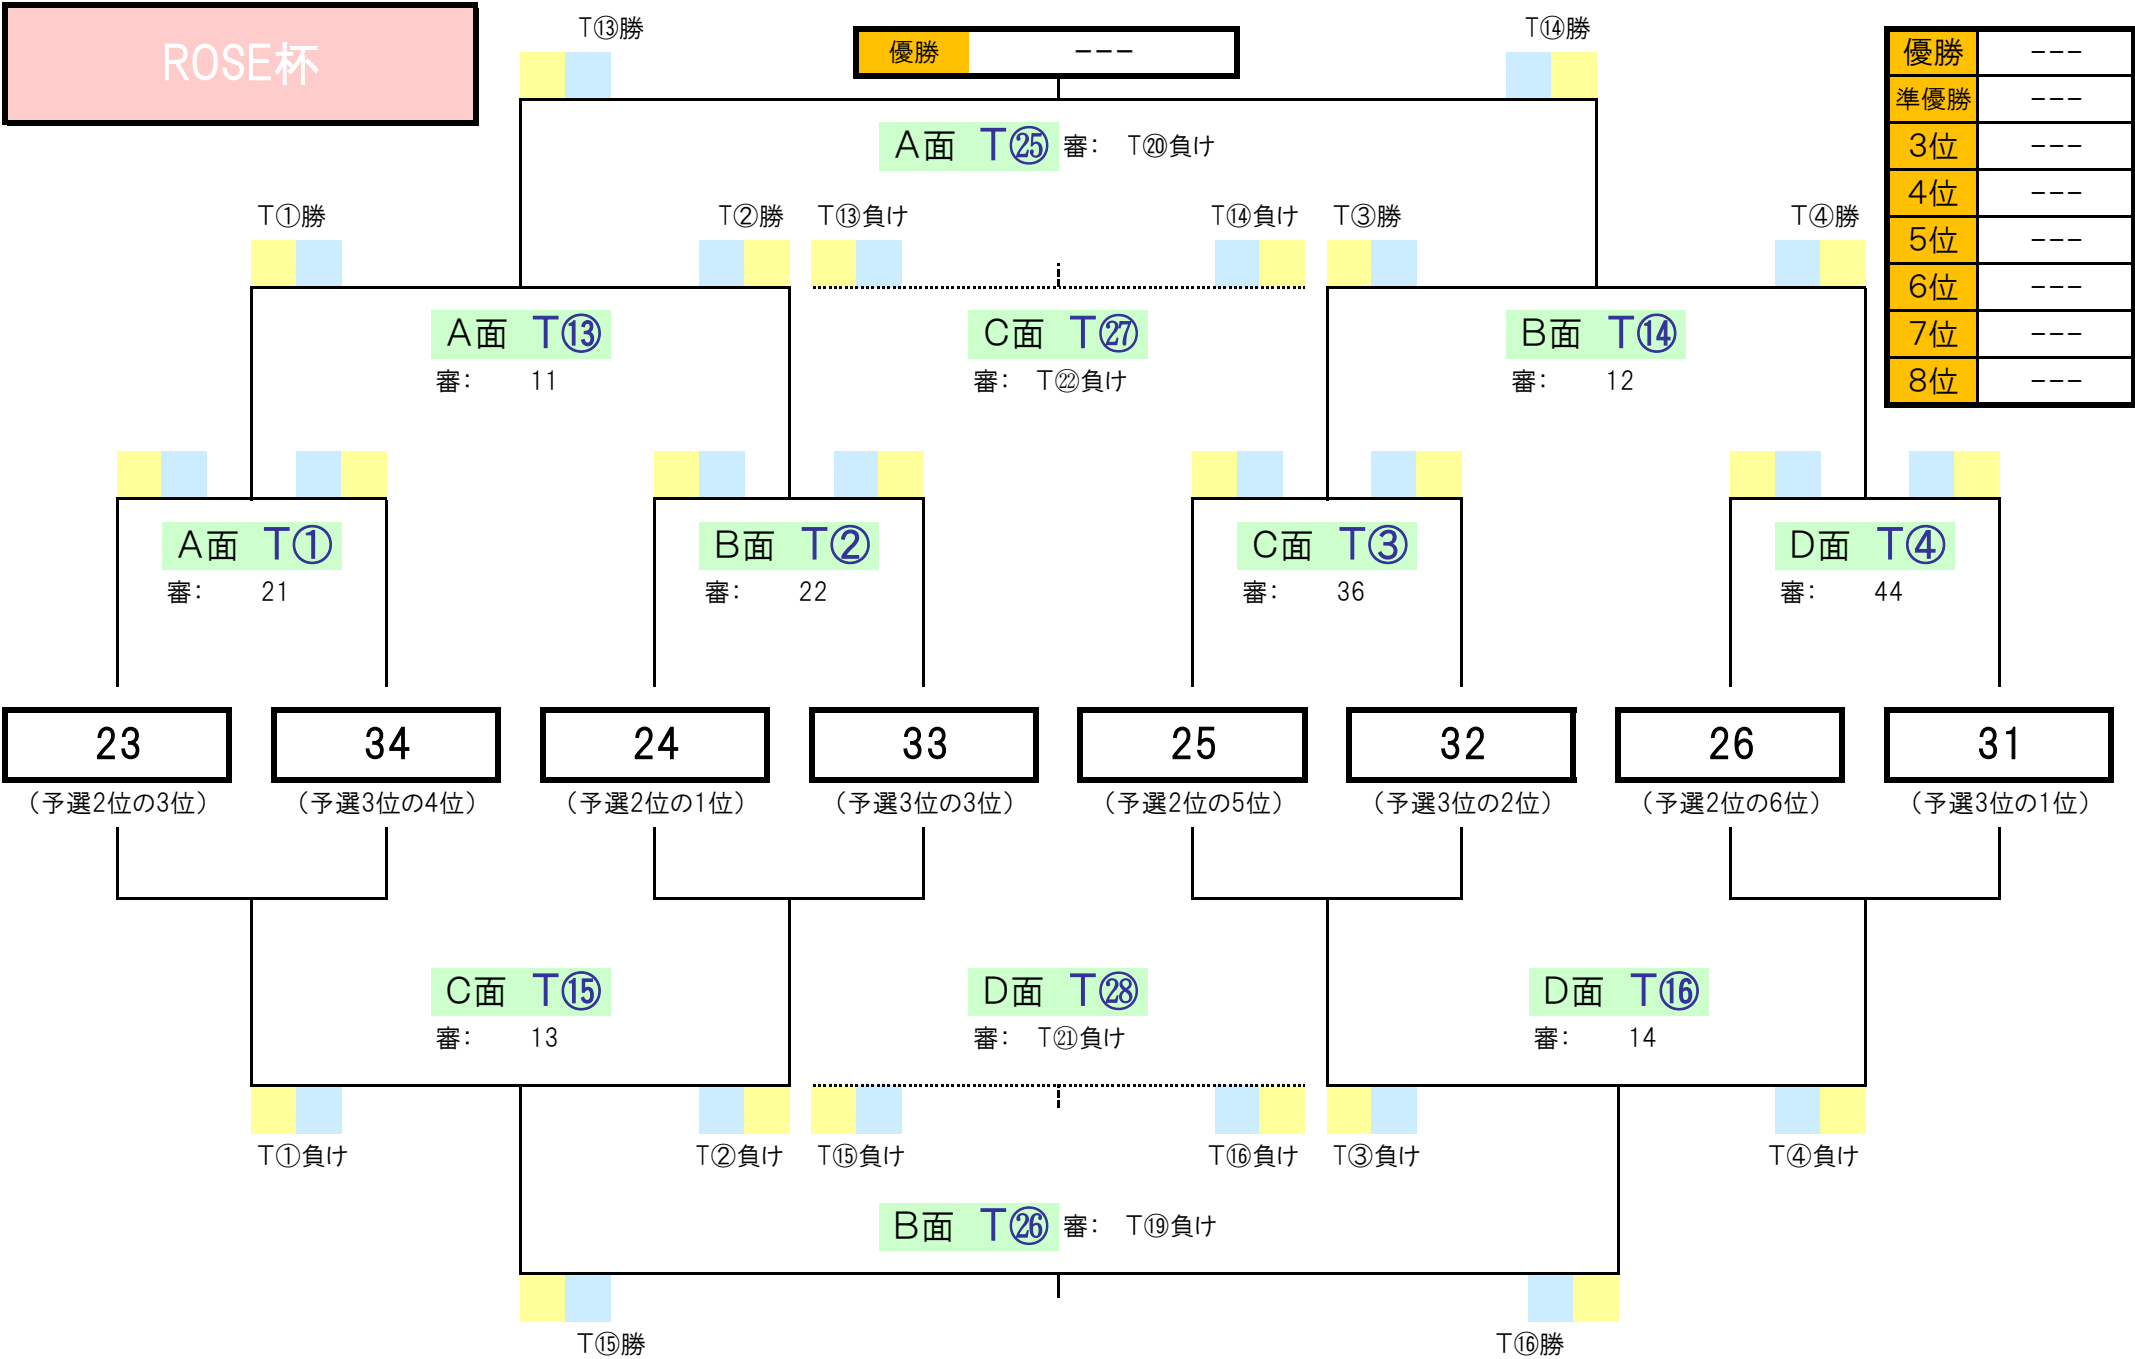 ROSE杯
T⑬勝
優勝 ---
T⑭勝
優勝 ---
準優勝 ---
3位 ---
4位 ---
5位 ---
6位 ---
7位 ---
8位 ---
A面 T㉕ 審: T⑳負け
T①勝
T②勝
T⑬負け
T⑭負け
T③勝
T④勝
A面 T⑬
審: 11
C面 T㉗
審: T㉒負け
B面 T⑭
審: 12
A面 T①
審: 21
B面 T②
審: 22
C面 T③
審: 36
D面 T④
審: 44
23
34
24
33
25
32
26
31
(予選2位の3位)
(予選3位の4位)
(予選2位の1位)
(予選3位の3位)
(予選2位の5位)
(予選3位の2位)
(予選2位の6位)
(予選3位の1位)
C面 T⑮
審: 13
D面 T㉘
審: T㉑負け
D面 T⑯
審: 14
T①負け
T②負け
T⑮負け
T⑯負け
T③負け
T④負け
B面 T㉖ 審: T⑲負け
T⑮勝
T⑯勝